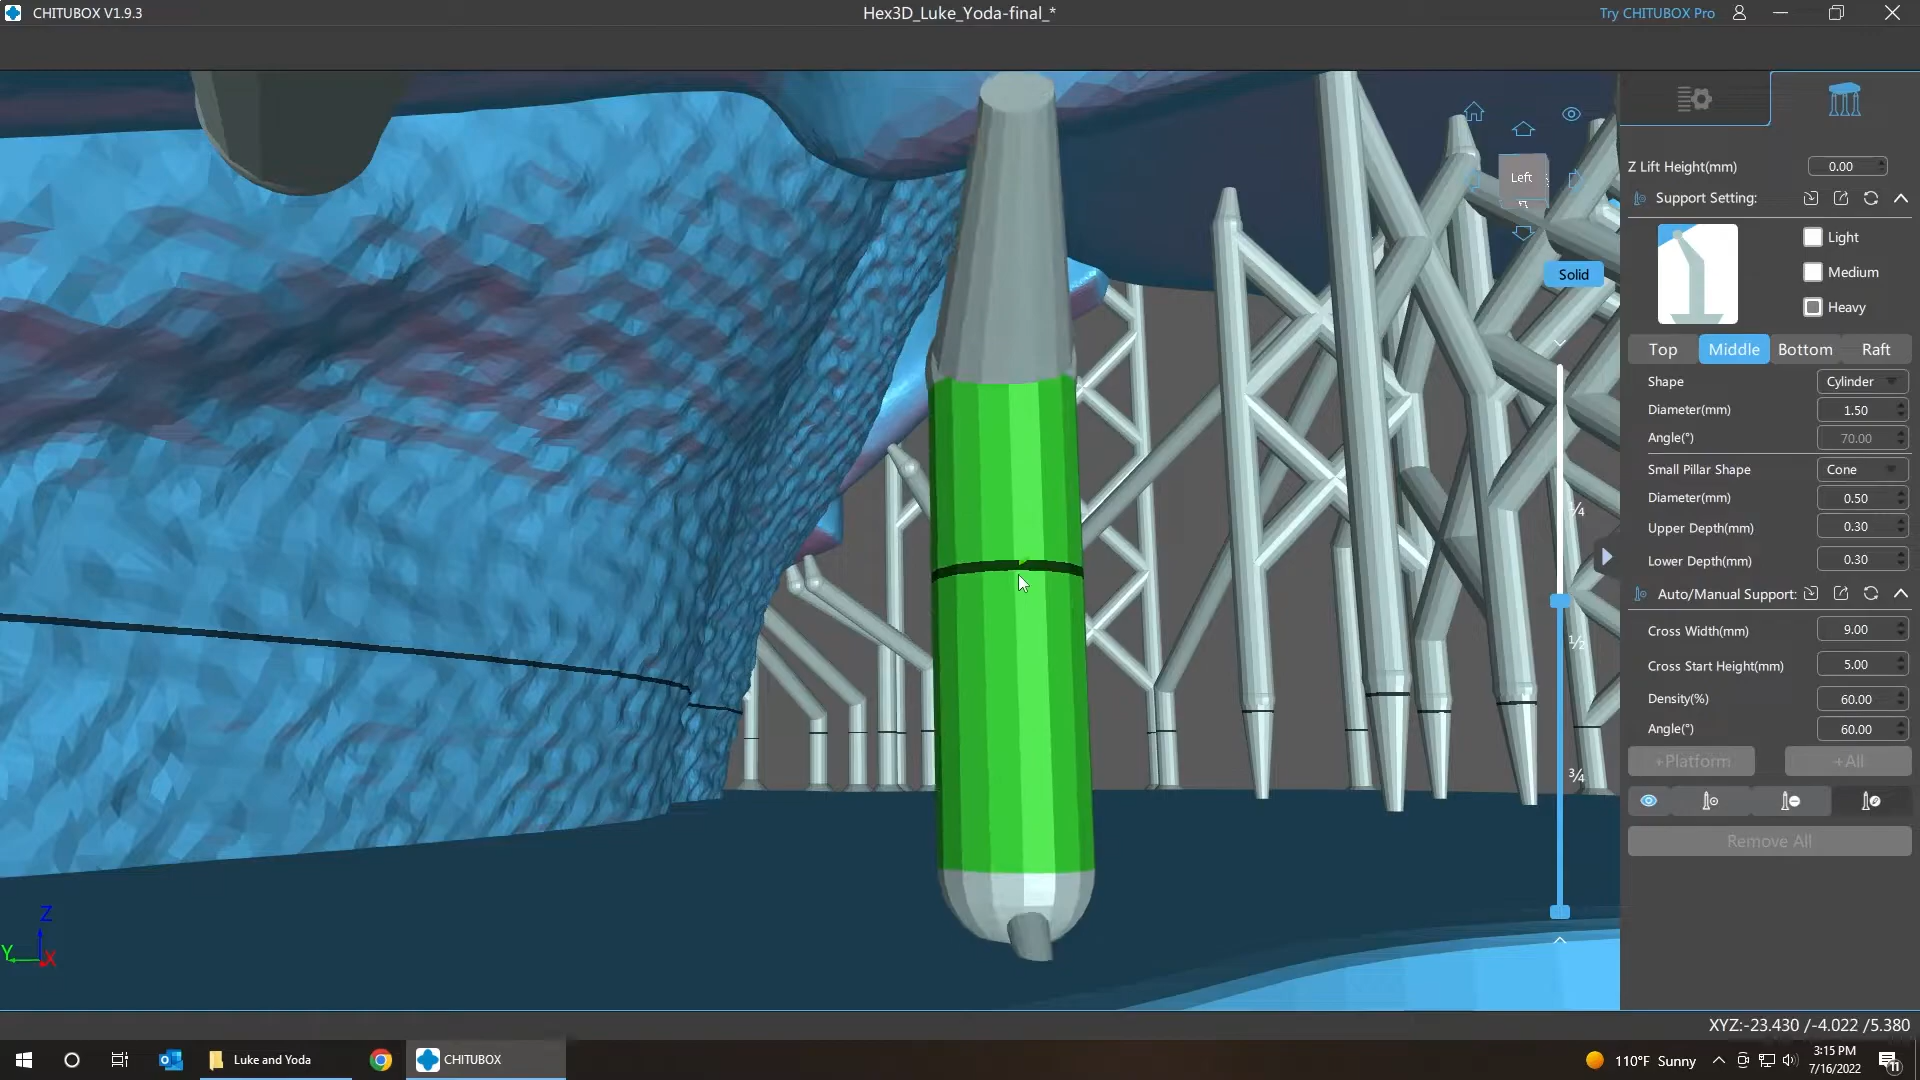 CHITUBOX V1.9.3
Hex3D_Luke_Yoda-final_*
Try CHITUBOX Pro
Z Lift Height(mm) 0.00
Support Setting:
Left
Light
Medium
Heavy
Solid
Top Middle Bottom Raft
Shape Cylinder
Diameter(mm) 1.50
Angle(°) 70.00
Small Pillar Shape Cone
Diameter(mm) 0.50
Upper Depth(mm) 0.30
Lower Depth(mm) 0.30
¼
½
¾
Auto/Manual Support:
Cross Width(mm) 9.00
Cross Start Height(mm) 5.00
Density(%) 60.00
Angle(°) 60.00
+Platform +All
Remove All
Z
Y X
XYZ:-23.430 /-4.022 /5.380
Luke and Yoda
CHITUBOX
110°F Sunny
3:15 PM
7/16/2022
11